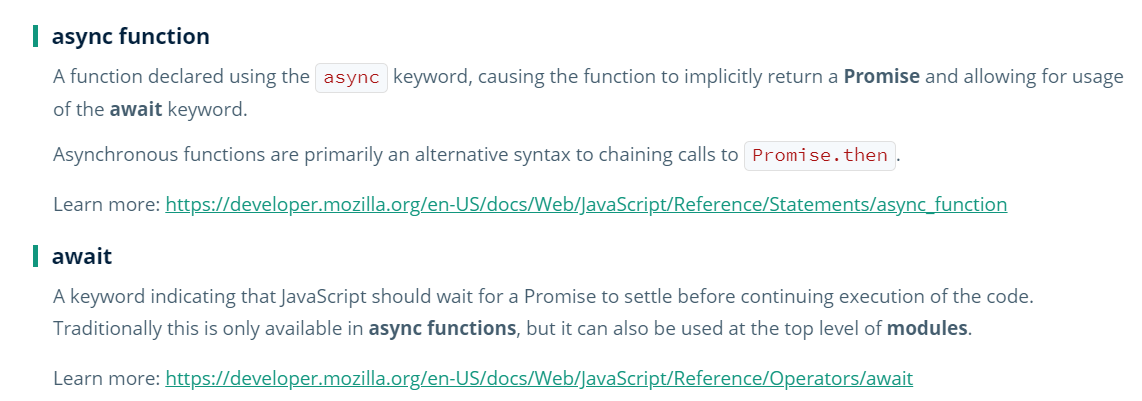 async function
A function declared using the async keyword, causing the function to implicitly return a Promise and allowing for usage
of the await keyword.
Asynchronous functions are primarily an alternative syntax to chaining calls to Promise.then.
Learn more: https://developer.mozilla.org/en-US/docs/Web/JavaScript/Reference/Statements/async_function
await
A keyword indicating that JavaScript should wait for a Promise to settle before continuing execution of the code.
Traditionally this is only available in async functions, but it can also be used at the top level of modules.
Learn more: https://developer.mozilla.org/en-US/docs/Web/JavaScript/Reference/Operators/await